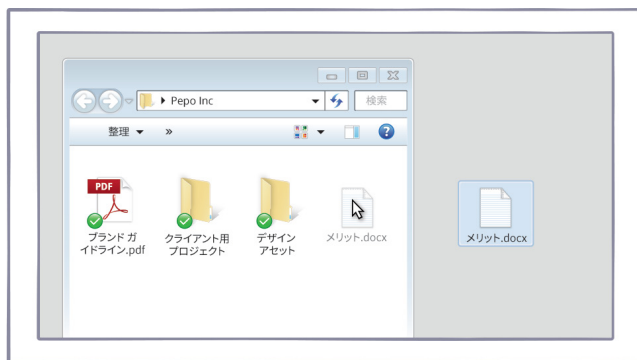 Pepo Inc
検索
整理
»
PDF
ブランド ガ
イドライン.pdf
クライアント用
プロジェクト
デザイン
アセット
メリット.docx
メリット.docx